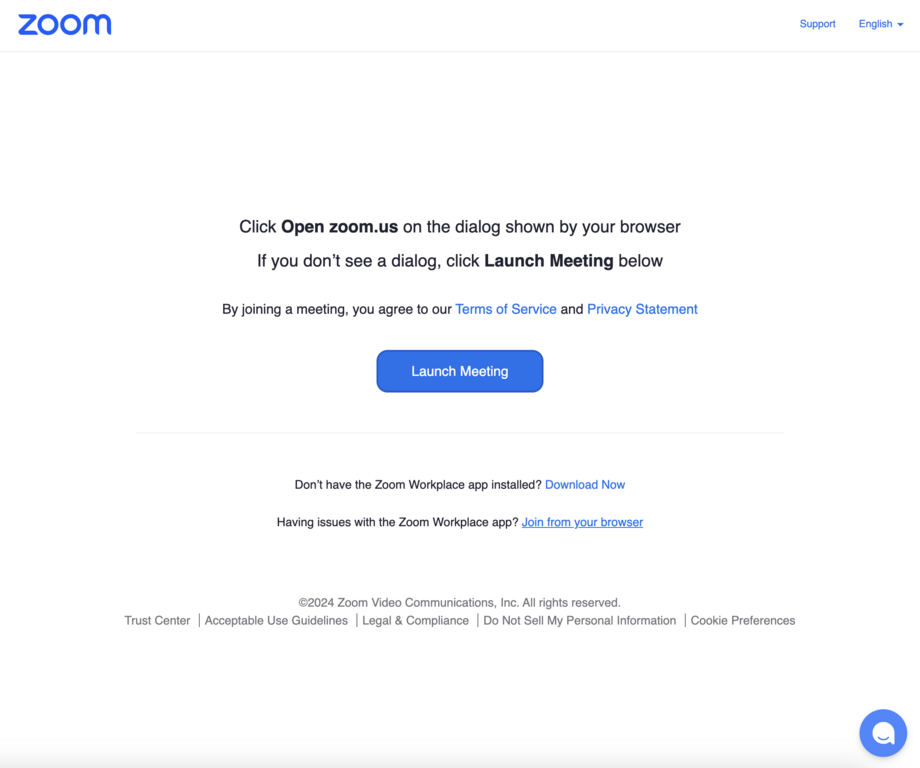 zoom
Support English
Click Open zoom.us on the dialog shown by your browser
If you don’t see a dialog, click Launch Meeting below
By joining a meeting, you agree to our Terms of Service and Privacy Statement
Launch Meeting
Don’t have the Zoom Workplace app installed? Download Now
Having issues with the Zoom Workplace app? Join from your browser
©2024 Zoom Video Communications, Inc. All rights reserved.
Trust Center | Acceptable Use Guidelines | Legal & Compliance | Do Not Sell My Personal Information | Cookie Preferences